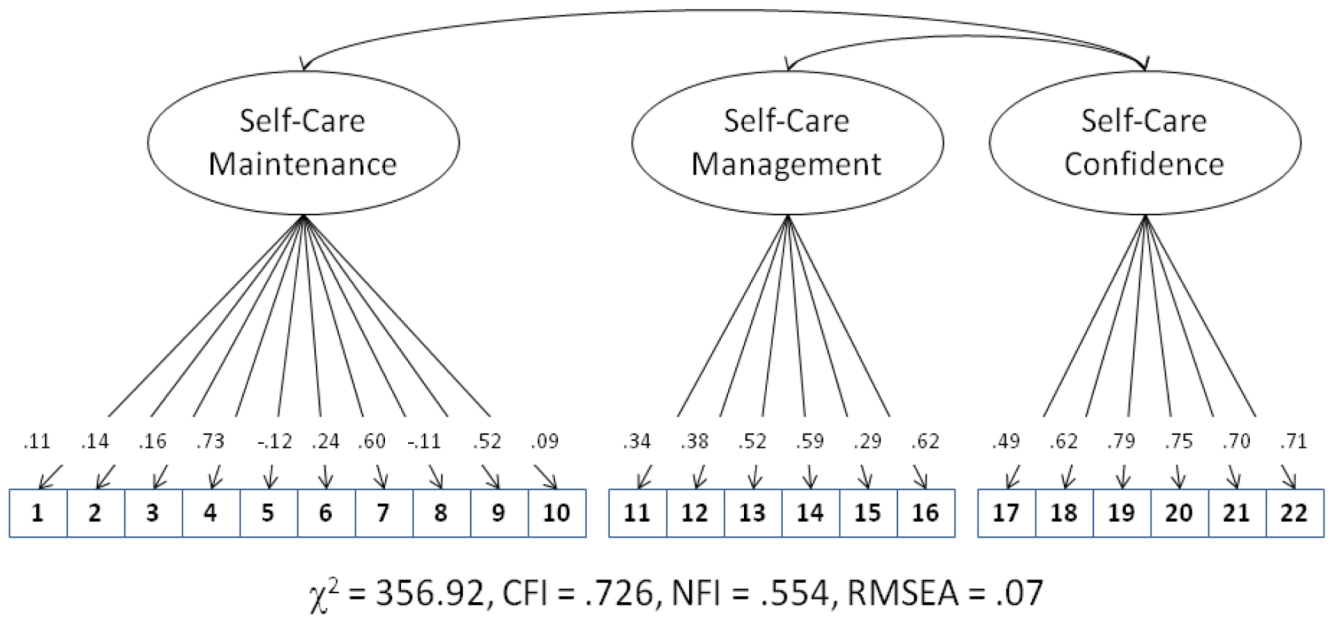 Self-Care
Maintenance
Self-Care
Management
Self-Care
Confidence
.11 .14 .16 .73 -.12 .24 .60 -.11 .52 .09 .34 .38 .52 .59 .29 .62 .49 .62 .79 .75 .70 .71
1 2 3 4 5 6 7 8 9 10 11 12 13 14 15 16 17 18 19 20 21 22
χ² = 356.92, CFI = .726, NFI = .554, RMSEA = .07